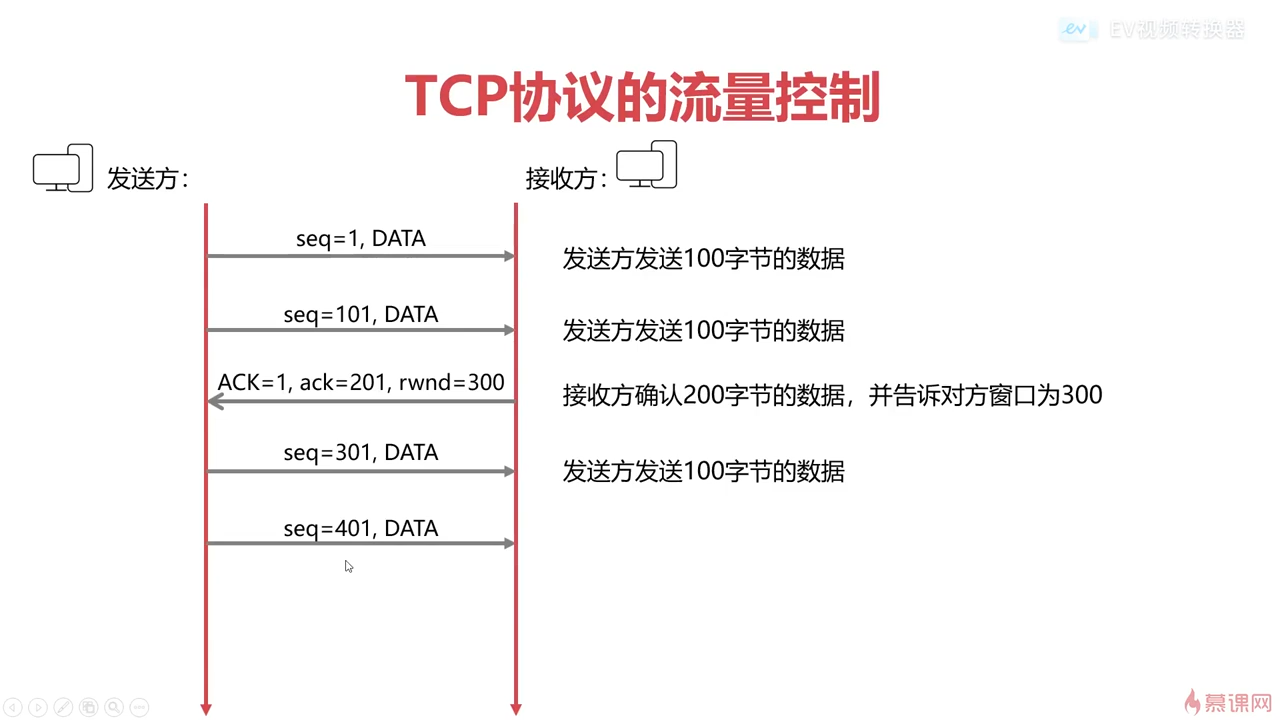 EV视频转换器
TCP协议的流量控制
发送方：
接收方：
seq=1, DATA
发送方发送100字节的数据
seq=101, DATA
发送方发送100字节的数据
ACK=1, ack=201, rwnd=300
接收方确认200字节的数据，并告诉对方窗口为300
seq=301, DATA
发送方发送100字节的数据
seq=401, DATA
慕课网